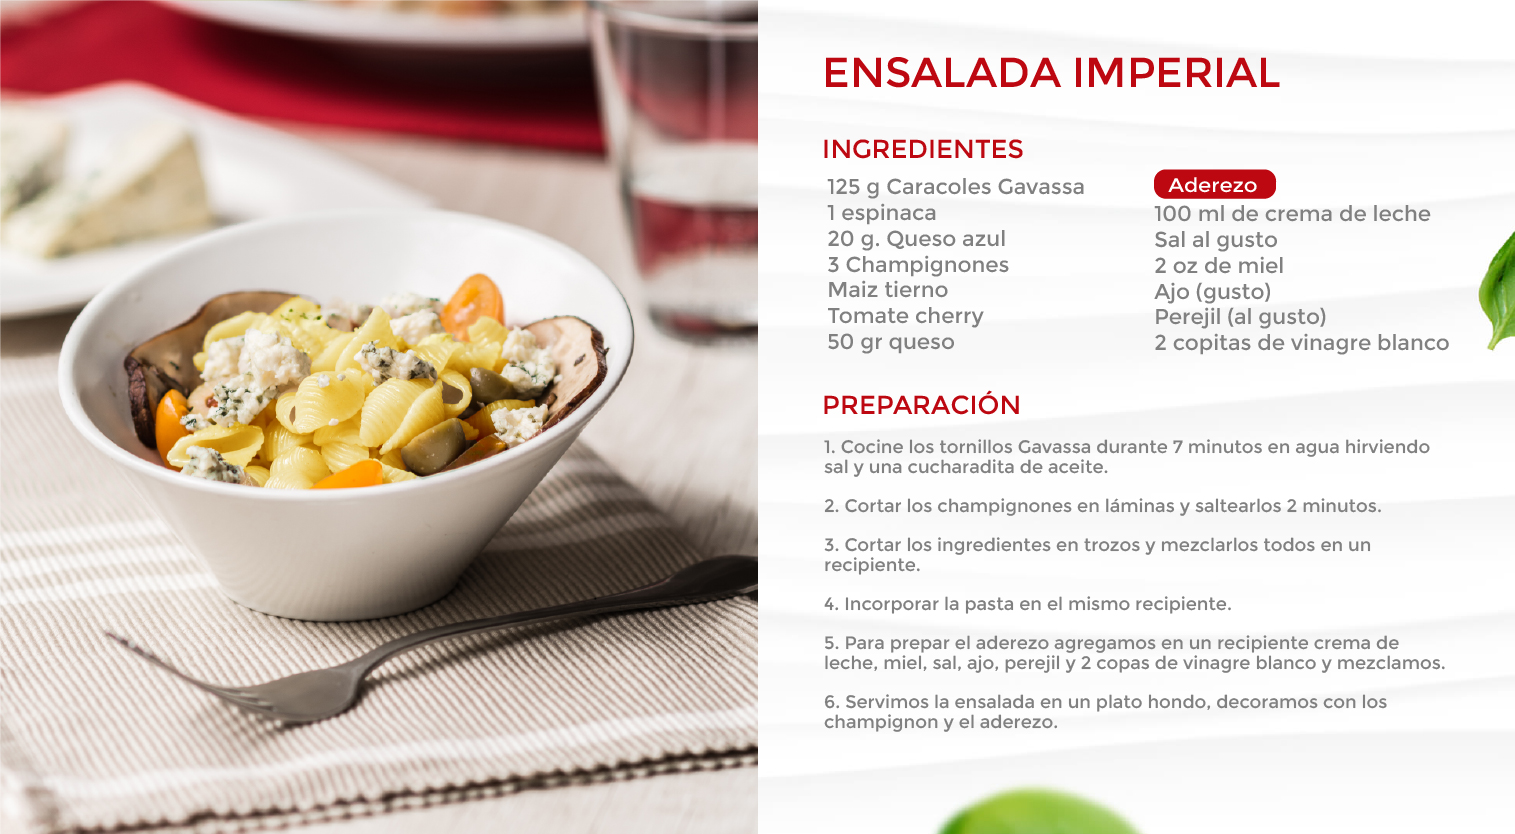 ENSALADA IMPERIAL
INGREDIENTES
125 g Caracoles Gavassa
1 espinaca
20 g. Queso azul
3 Champignones
Maiz tierno
Tomate cherry
50 gr queso
Aderezo
100 ml de crema de leche
Sal al gusto
2 oz de miel
Ajo (gusto)
Perejil (al gusto)
2 copitas de vinagre blanco
PREPARACIÓN
1. Cocine los tornillos Gavassa durante 7 minutos en agua hirviendo
sal y una cucharadita de aceite.
2. Cortar los champignones en láminas y saltearlos 2 minutos.
3. Cortar los ingredientes en trozos y mezclarlos todos en un
recipiente.
4. Incorporar la pasta en el mismo recipiente.
5. Para prepar el aderezo agregamos en un recipiente crema de
leche, miel, sal, ajo, perejil y 2 copas de vinagre blanco y mezclamos.
6. Servimos la ensalada en un plato hondo, decoramos con los
champignon y el aderezo.